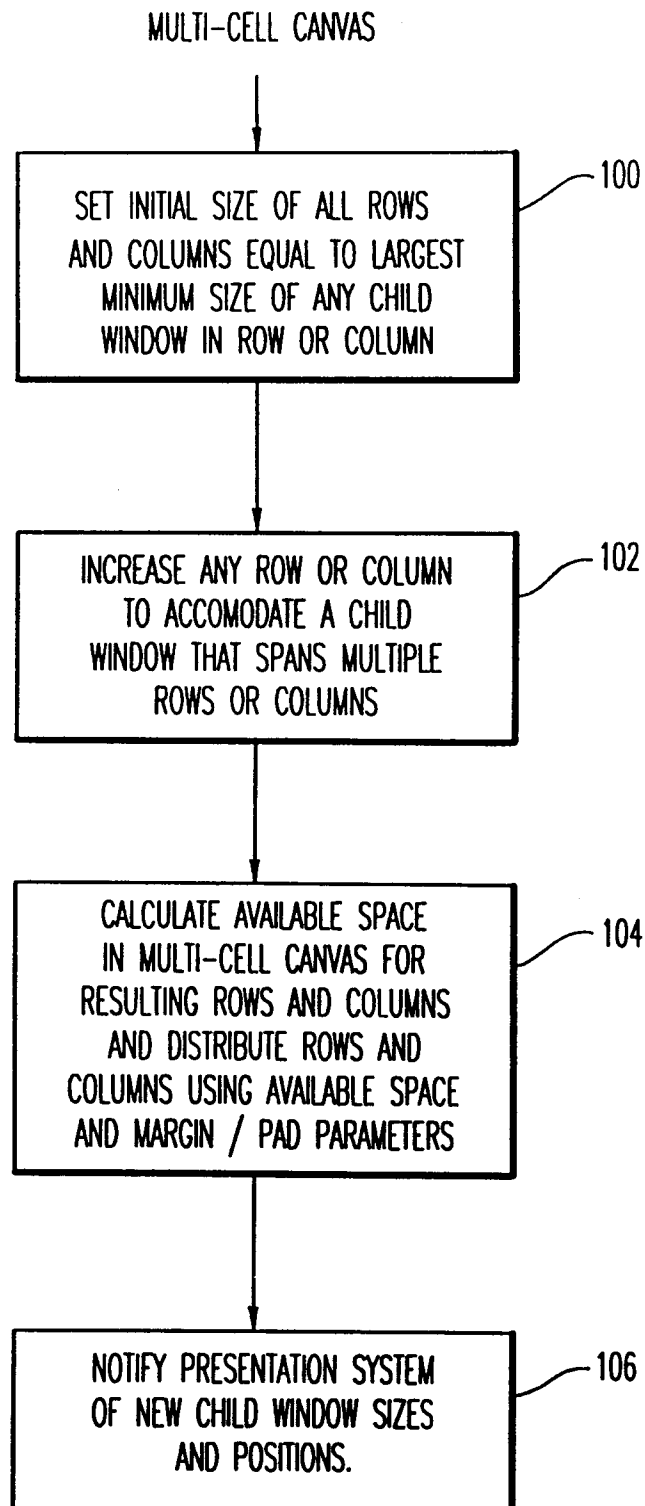 MULTI-CELL CANVAS
100
SET INITIAL SIZE OF ALL ROWS
AND COLUMNS EQUAL TO LARGEST
MINIMUM SIZE OF ANY CHILD
WINDOW IN ROW OR COLUMN
102
INCREASE ANY ROW OR COLUMN
TO ACCOMODATE A CHILD
WINDOW THAT SPANS MULTIPLE
ROWS OR COLUMNS
104
CALCULATE AVAILABLE SPACE
IN MULTI-CELL CANVAS FOR
RESULTING ROWS AND COLUMNS
AND DISTRIBUTE ROWS AND
COLUMNS USING AVAILABLE SPACE
AND MARGIN / PAD PARAMETERS
106
NOTIFY PRESENTATION SYSTEM
OF NEW CHILD WINDOW SIZES
AND POSITIONS.